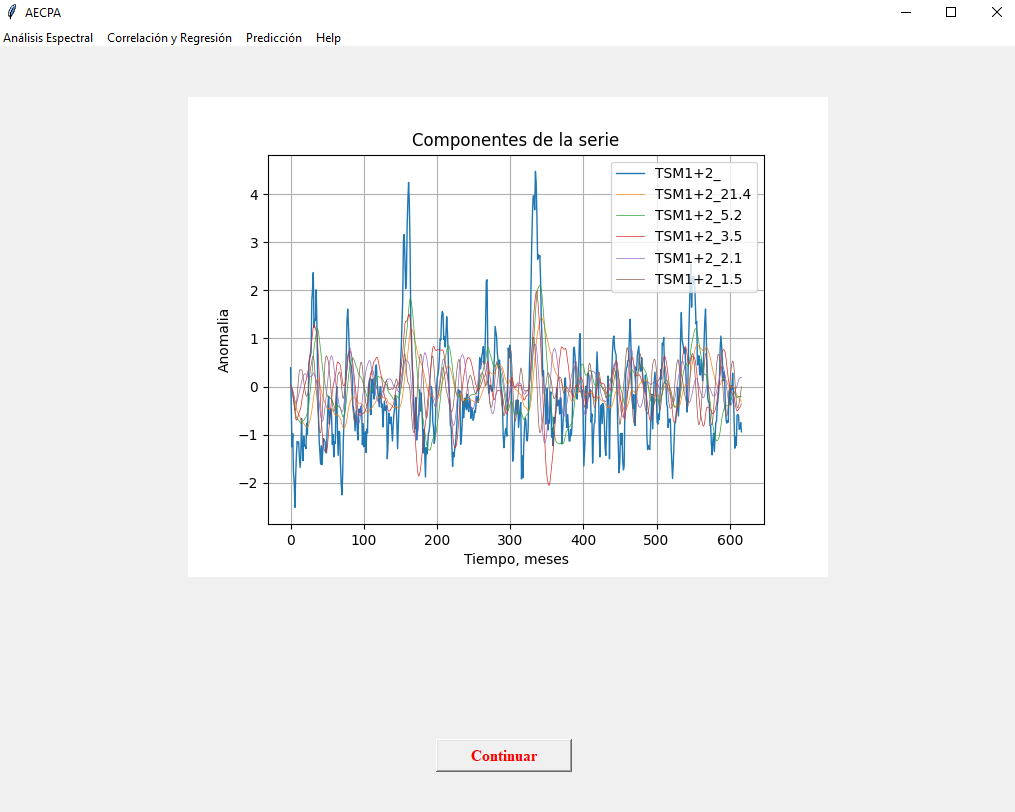 AECPA
Análisis Espectral Correlación y Regresión Predicción Help
Componentes de la serie
TSM1+2_
TSM1+2_21.4
TSM1+2_5.2
TSM1+2_3.5
TSM1+2_2.1
TSM1+2_1.5
4
3
2
1
0
−1
−2
Anomalia
0 100 200 300 400 500 600
Tiempo, meses
Continuar